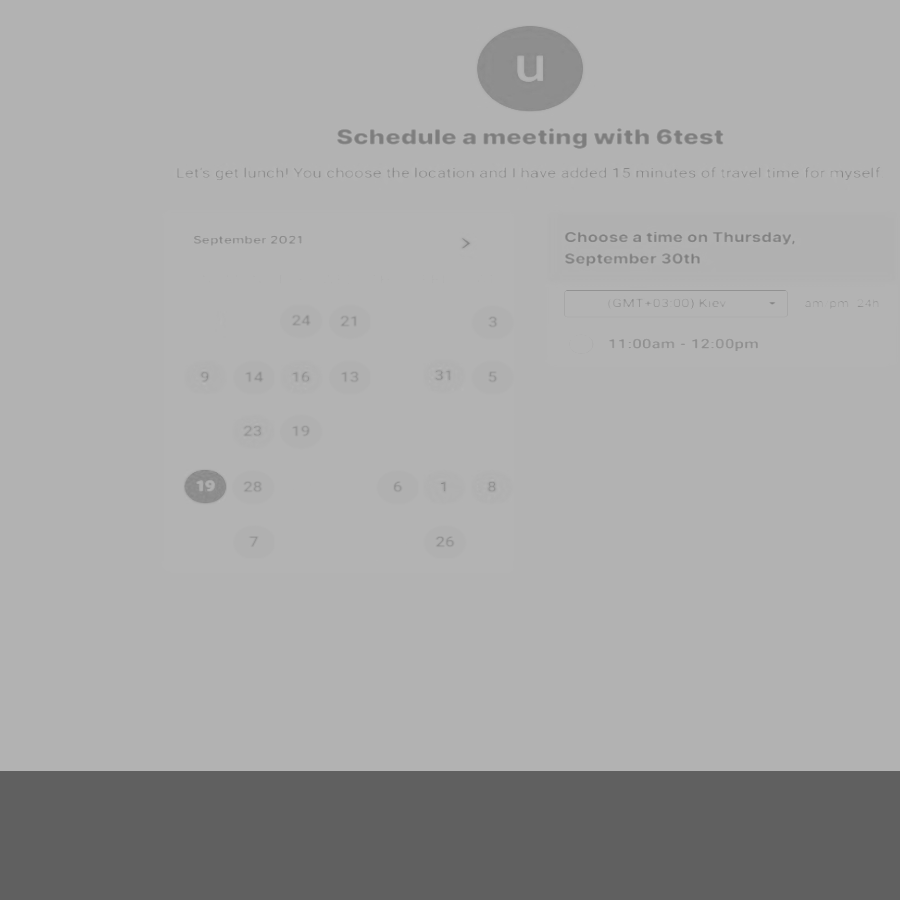 u
Schedule a meeting with 6test
Let's get lunch! You choose the location and I have added 15 minutes of travel time for myself
September 2021 >
24 21 3
9 14 16 13 31 5
23 19
19 28 6 1 8
7 26
Choose a time on Thursday,
September 30th
(GMT+03:00) Kiev am pm 24h
11:00am - 12:00pm